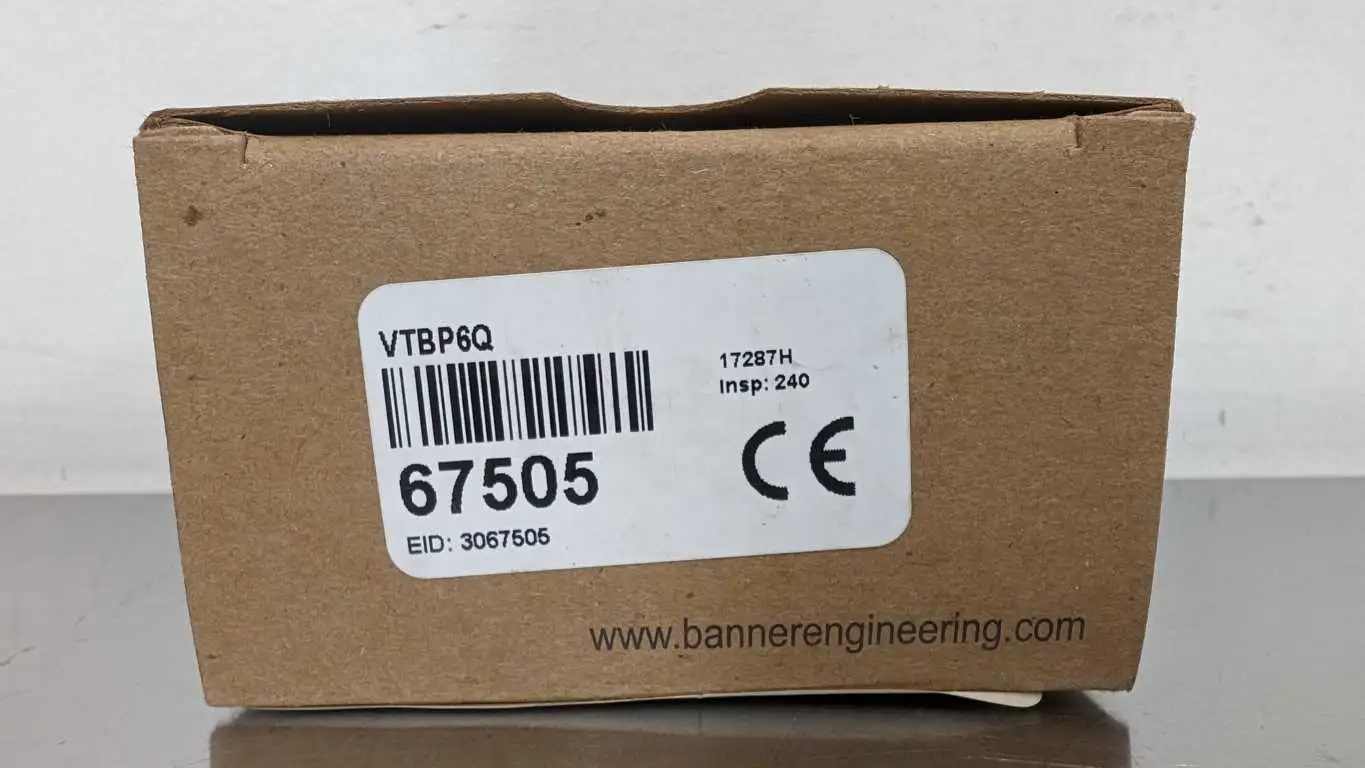 VTBP6Q
17287H
Insp: 240
67505
CE
EID: 3067505
www.bannerengineering.com